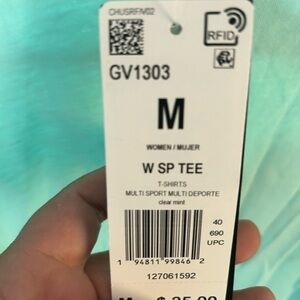 CHUSRFIV02
RFID
GV1303
M
WOMEN / MUJER
W SP TEE
T-SHIRTS
MULTI SPORT MULTI DEPORTE
clear mint
40
690
UPC
1 94811 99846 2
127061592